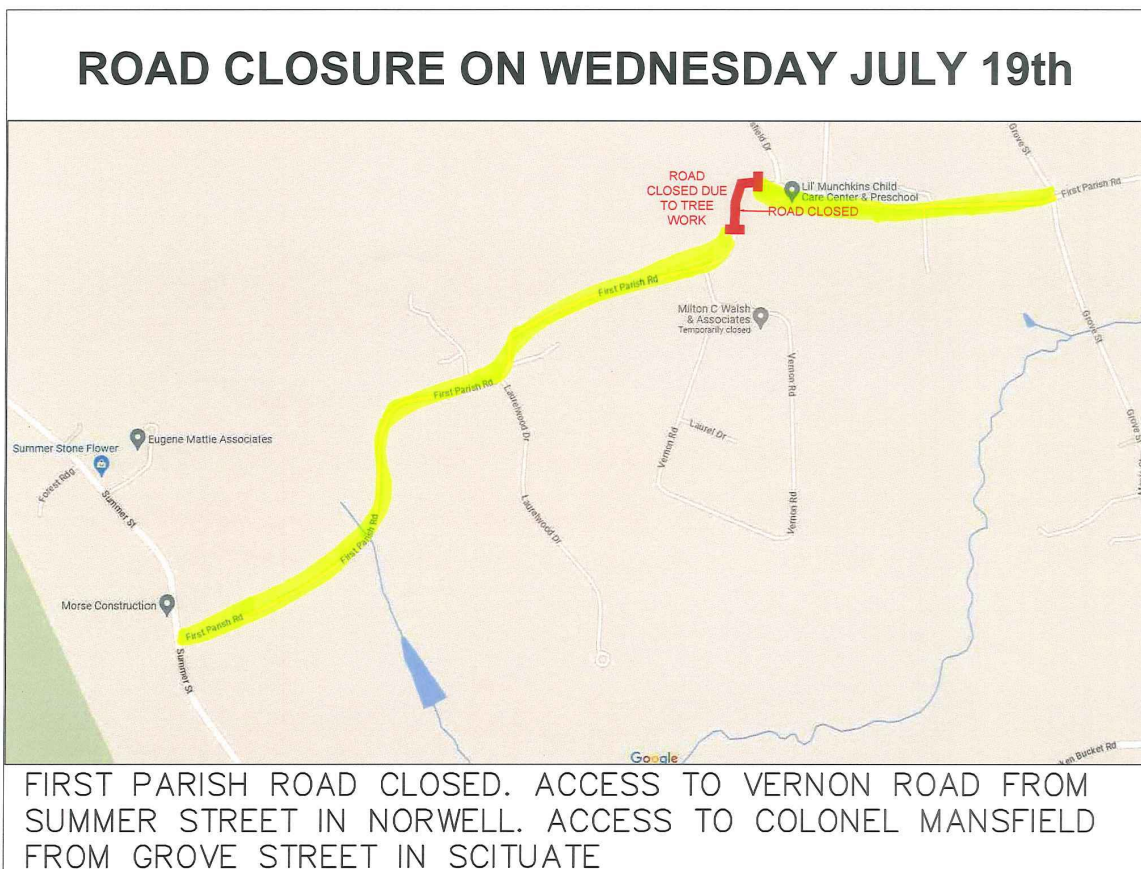 ROAD CLOSURE ON WEDNESDAY JULY 19th
sfield Dr
Grove St
First Parish Rd
ROAD
CLOSED DUE
TO TREE
WORK
Lil' Munchkins Child
Care Center & Preschool
ROAD CLOSED
First Parish Rd
Milton C Walsh
& Associates
Temporarily closed
Grove St
Vernon Rd
First Parish Rd
Laurelwood Dr
Laurel Dr
Vernon Rd
Grove St
Eugene Mattie Associates
Summer Stone Flower
Forest Rdg
Summer St
Laurelwood Dr
Vernon Rd
First Parish Rd
Morse Construction
First Parish Rd
Summer St
Google
ken Bucket Rd
FIRST PARISH ROAD CLOSED. ACCESS TO VERNON ROAD FROM
SUMMER STREET IN NORWELL. ACCESS TO COLONEL MANSFIELD
FROM GROVE STREET IN SCITUATE